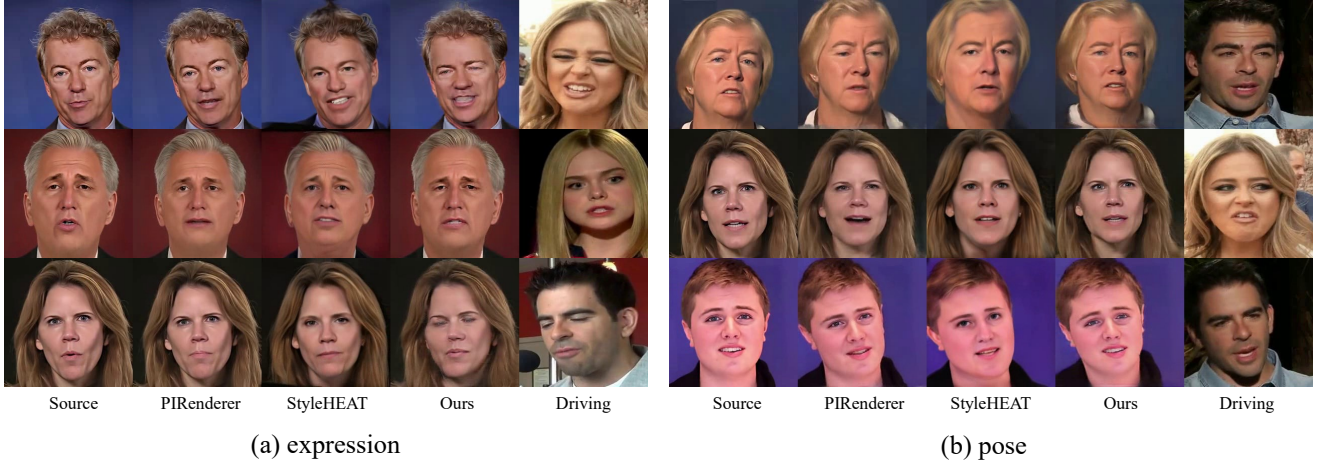 Source PIRenderer StyleHEAT Ours Driving
(a) expression
Source PIRenderer StyleHEAT Ours Driving
(b) pose